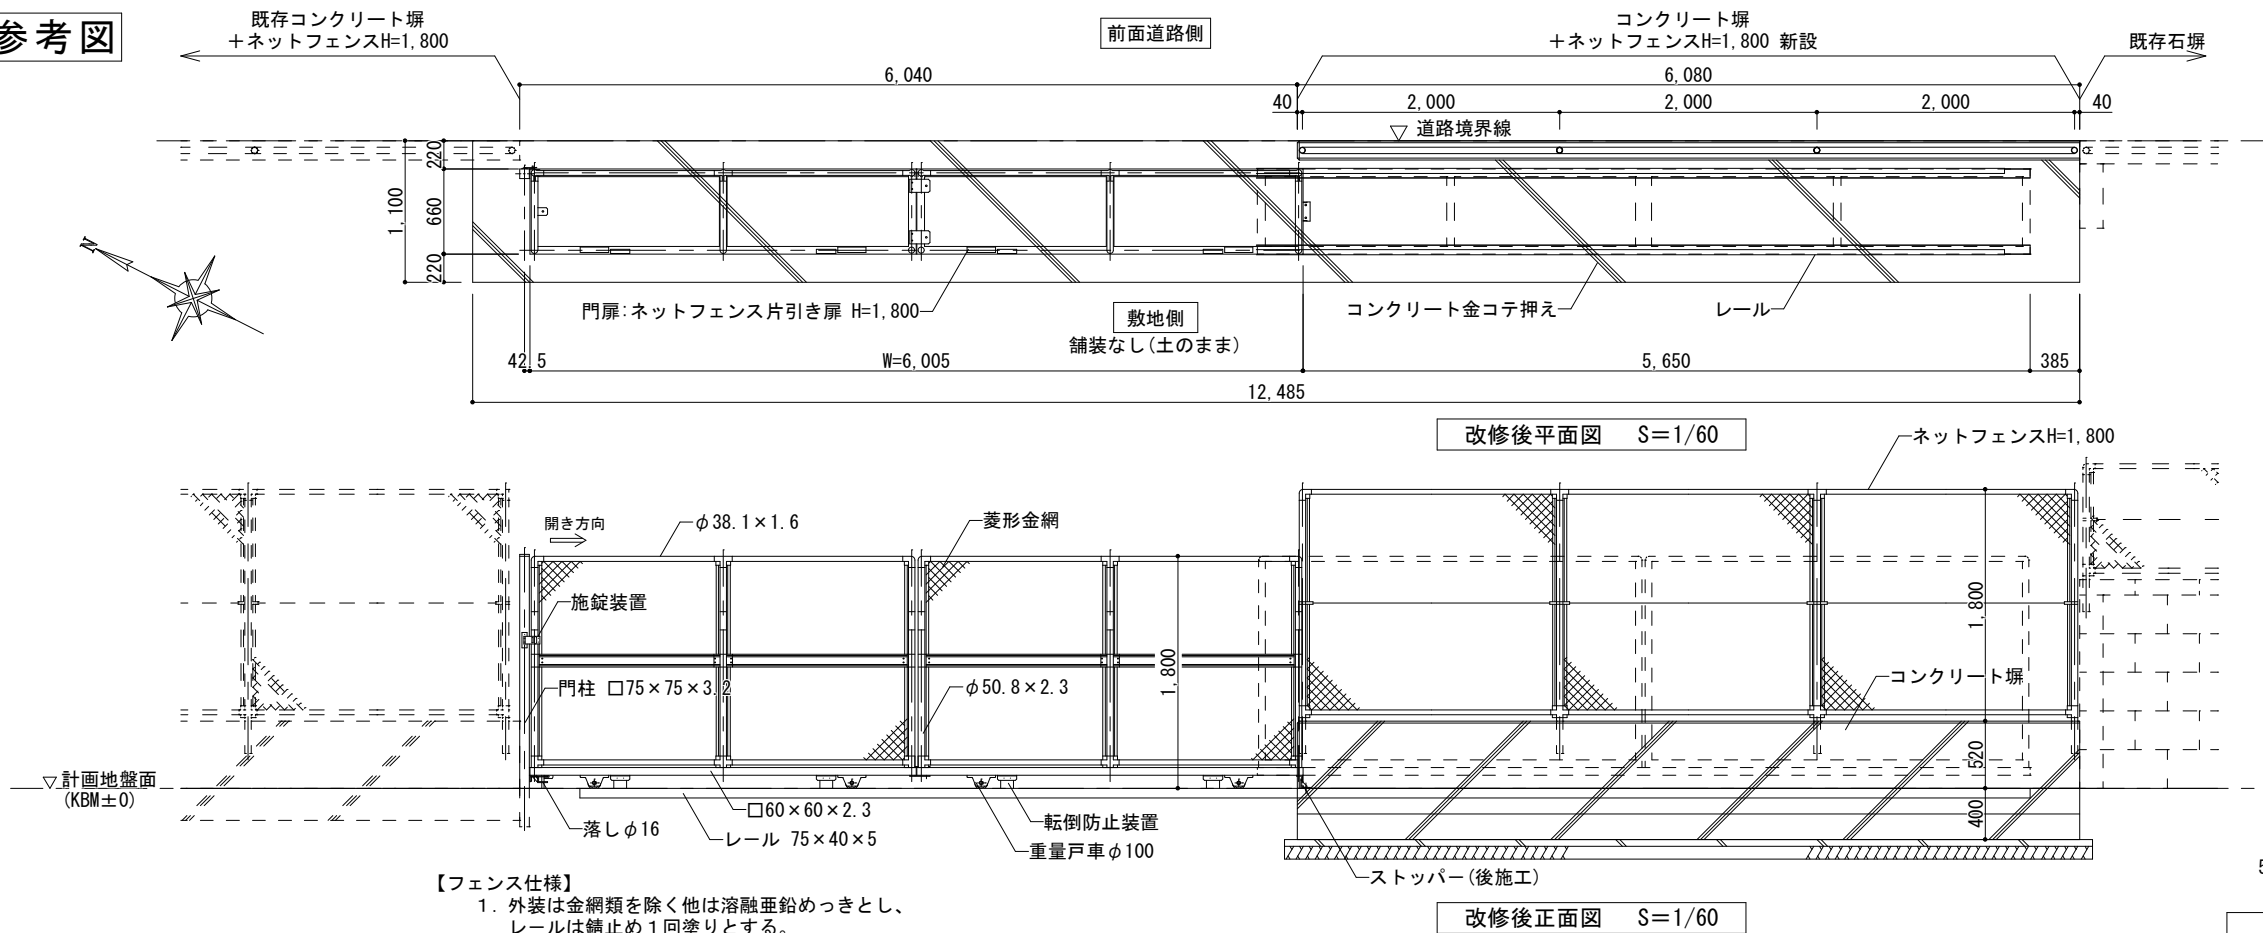 参考図
既存コンクリート塀
＋ネットフェンスH=1,800
前面道路側
コンクリート塀
＋ネットフェンスH=1,800 新設
既存石塀
6,040
6,080
40
2,000
2,000
2,000
40
▽ 道路境界線
220
660
220
1,100
N
門扉:ネットフェンス片引き扉 H=1,800
敷地側
舗装なし(土のまま)
コンクリート金コテ押え
レール
42.5
W=6,005
5,650
385
12,485
改修後平面図 S=1/60
ネットフェンスH=1,800
開き方向
φ38.1×1.6
菱形金網
施錠装置
門柱 □75×75×3.2
φ50.8×2.3
1,800
1,800
コンクリート塀
520
400
▽計画地盤面
(KBM±0)
□60×60×2.3
落しφ16
レール 75×40×5
転倒防止装置
重量戸車φ100
ストッパー(後施工)
【フェンス仕様】
1. 外装は金網類を除く他は溶融亜鉛めっきとし、
レールは錆止め1回塗りとする。
改修後正面図 S=1/60